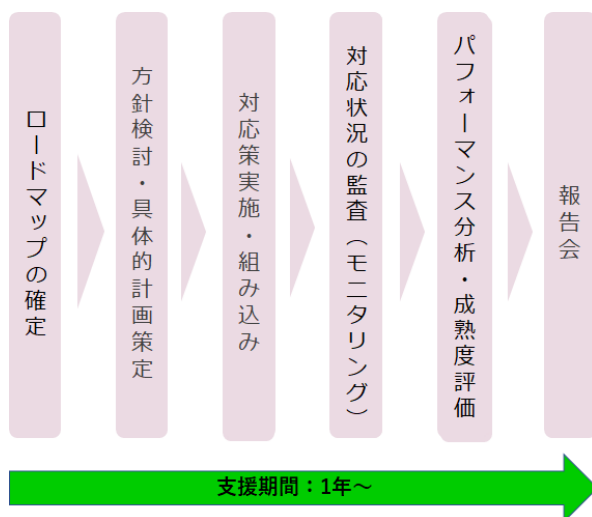 ロードマップの確定
方針検討・具体的計画策定
対応策実施・組み込み
対応状況の監査（モニタリング）
パフォーマンス分析・成熟度評価
報告会
支援期間：1年～